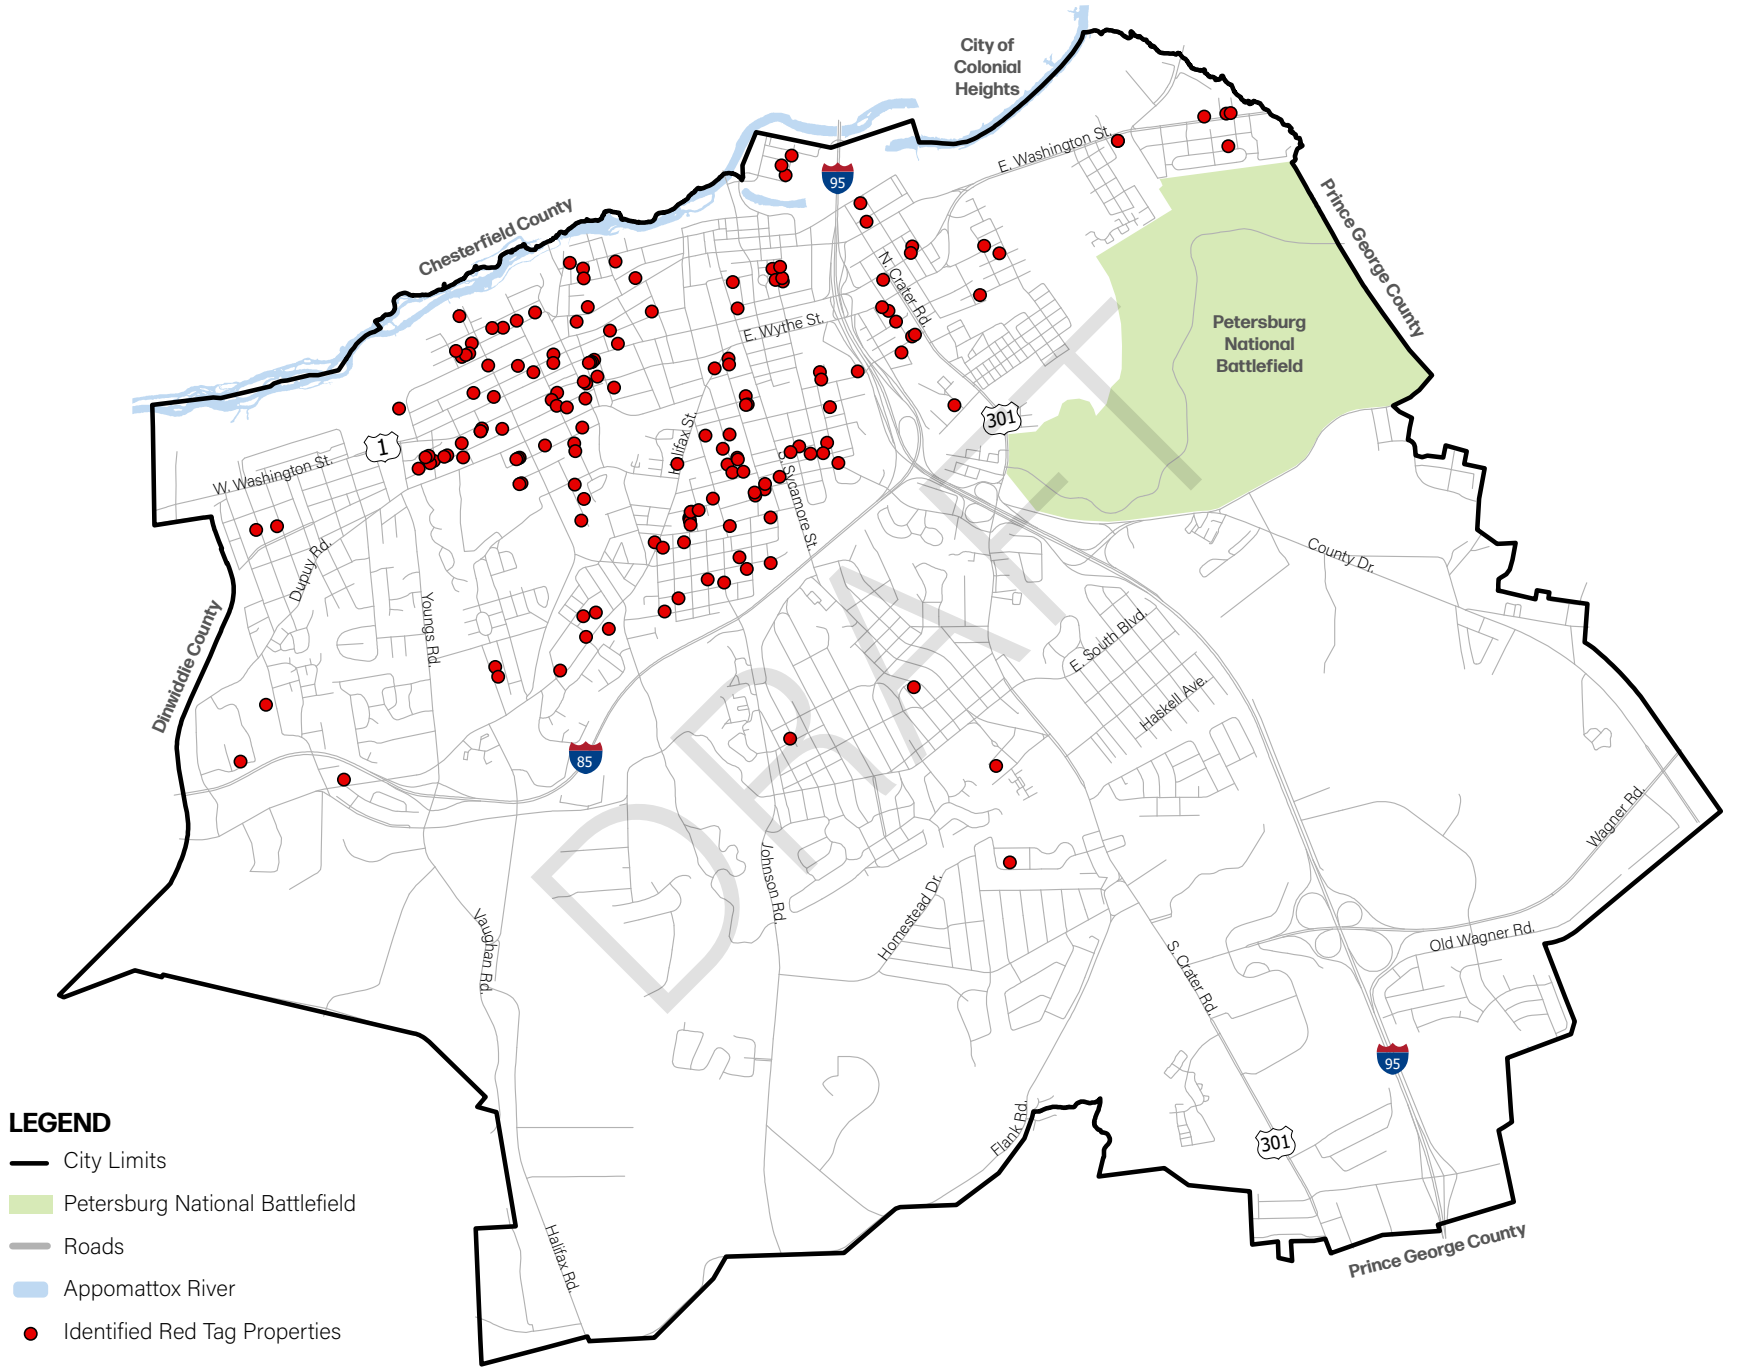 City of
Colonial
Heights
E. Washington St.
95
Chesterfield County
Prince George County
N. Crater Rd.
Petersburg
National
Battlefield
E. Wythe St.
301
1
Halifax St.
W. Washington St.
S. Sycamore St.
County Dr.
Dupuy Rd.
Youngs Rd.
Dinwiddie County
E. South Blvd.
Haskell Ave.
85
DRAFT
Wagner Rd.
Johnson Rd.
Homestead Dr.
Vaughan Rd.
Old Wagner Rd.
S. Crater Rd.
95
Flank Rd.
301
Halifax Rd.
Prince George County
LEGEND
City Limits
Petersburg National Battlefield
Roads
Appomattox River
Identified Red Tag Properties